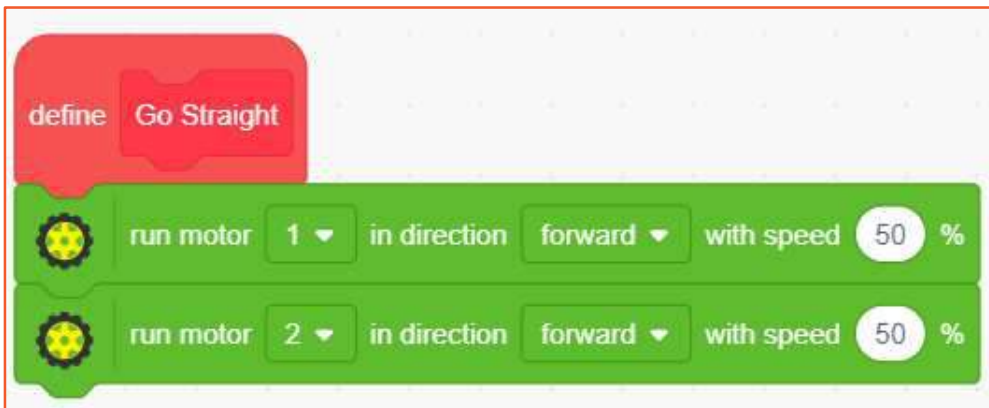 define Go Straight
run motor 1 in direction forward with speed 50 %
run motor 2 in direction forward with speed 50 %